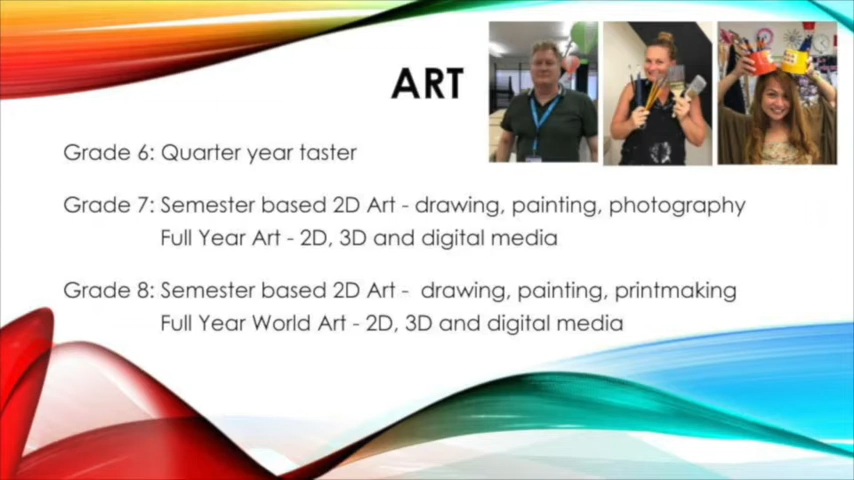 ART
Grade 6: Quarter year taster
Grade 7: Semester based 2D Art - drawing, painting, photography
Full Year Art - 2D, 3D and digital media
Grade 8: Semester based 2D Art - drawing, painting, printmaking
Full Year World Art - 2D, 3D and digital media